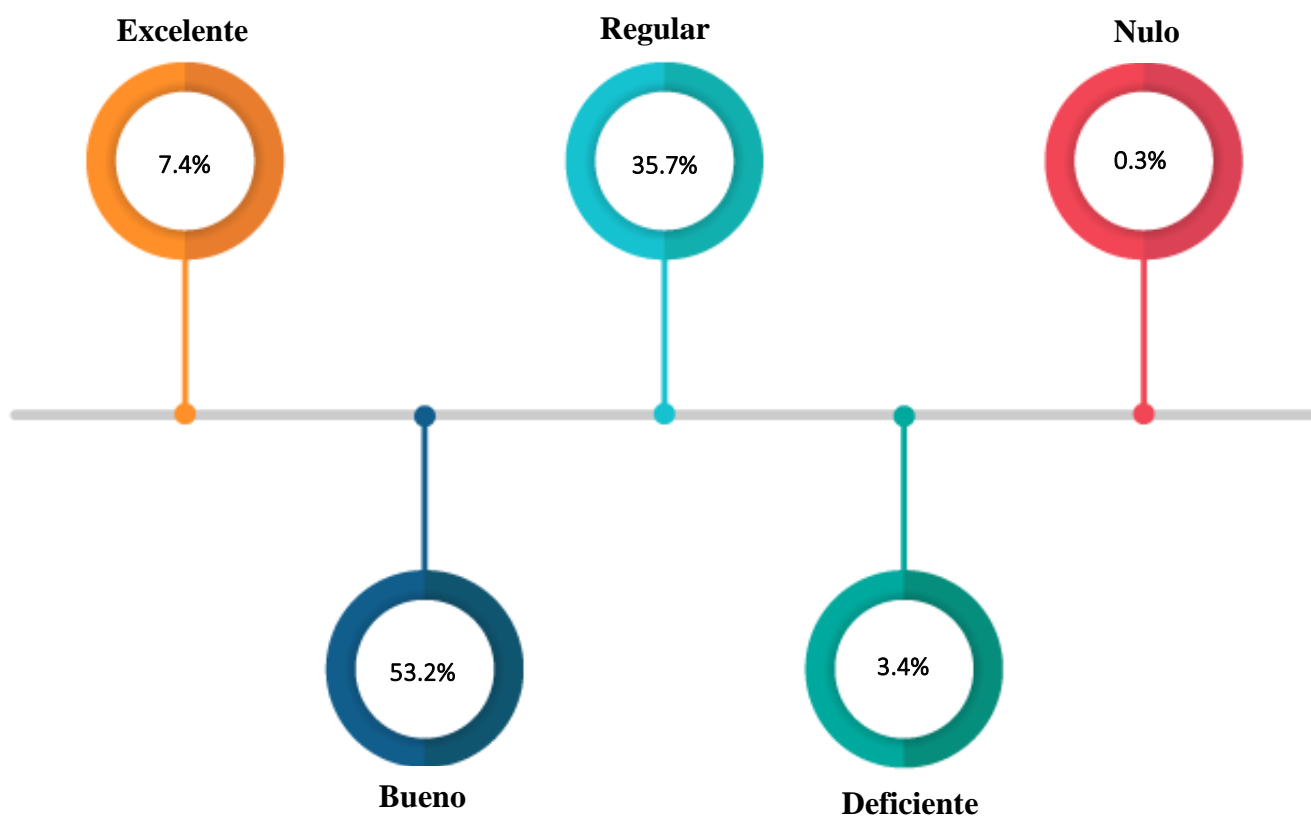 Excelente
7.4%
Bueno
53.2%
Regular
35.7%
Deficiente
3.4%
Nulo
0.3%